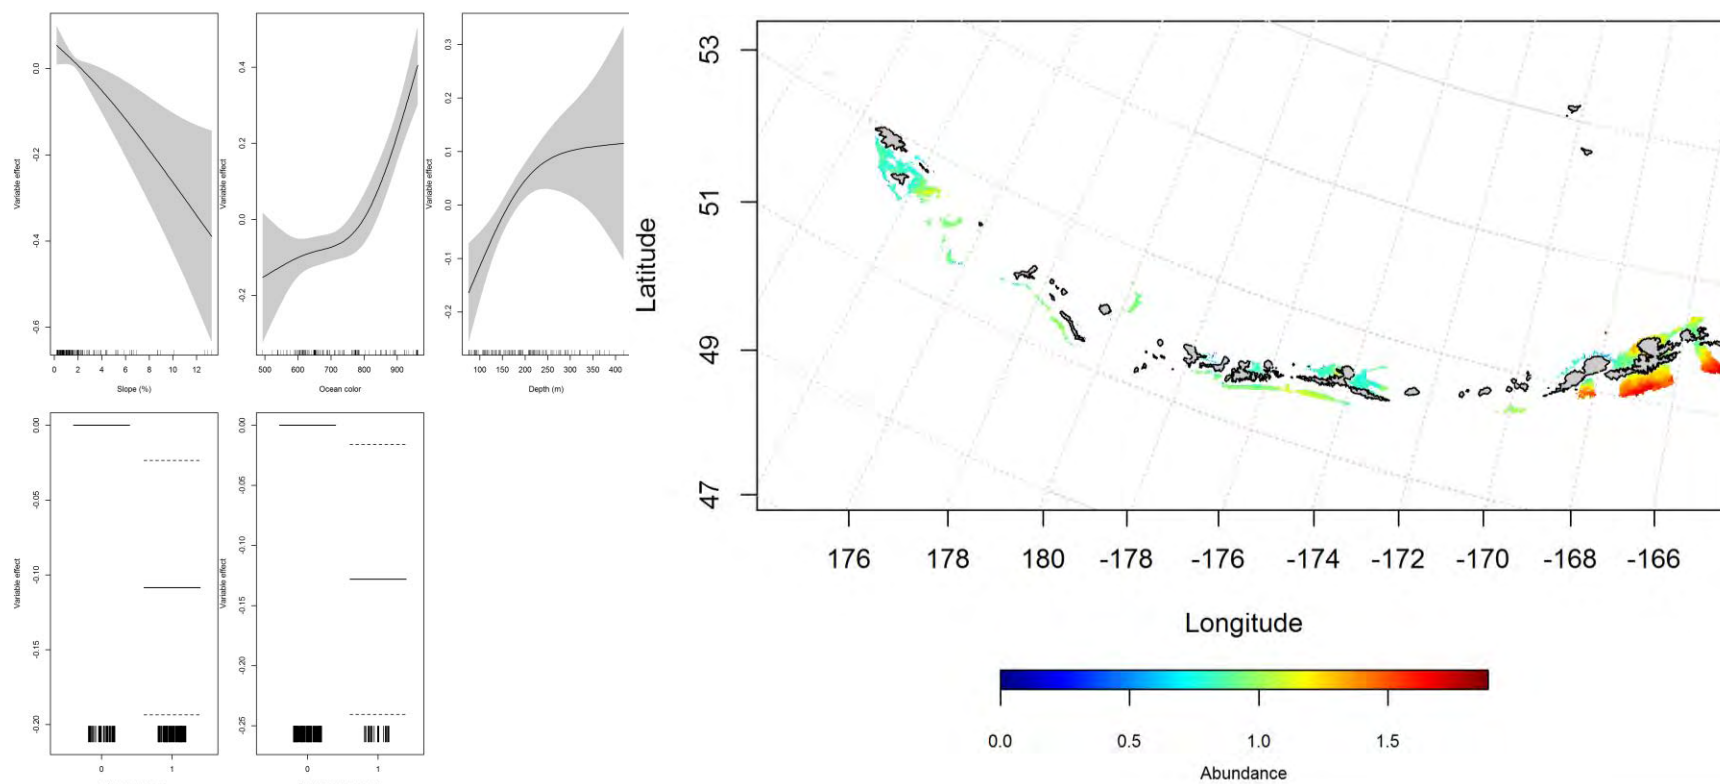 0.0
-0.2
-0.4
-0.6
Variable effect
0 2 4 6 8 10 12
Slope (%)
0.4
0.2
0.0
-0.2
Variable effect
500 600 700 800 900
Ocean color
0.3
0.2
0.1
0.0
-0.1
-0.2
Variable effect
100 150 200 250 300 350 400
Depth (m)
0.00
-0.05
-0.10
-0.15
-0.20
Variable effect
0 1
0.00
-0.05
-0.10
-0.15
-0.20
-0.25
Variable effect
0 1
Latitude
53
51
49
47
176 178 180 -178 -176 -174 -172 -170 -168 -166
Longitude
0.0 0.5 1.0 1.5
Abundance